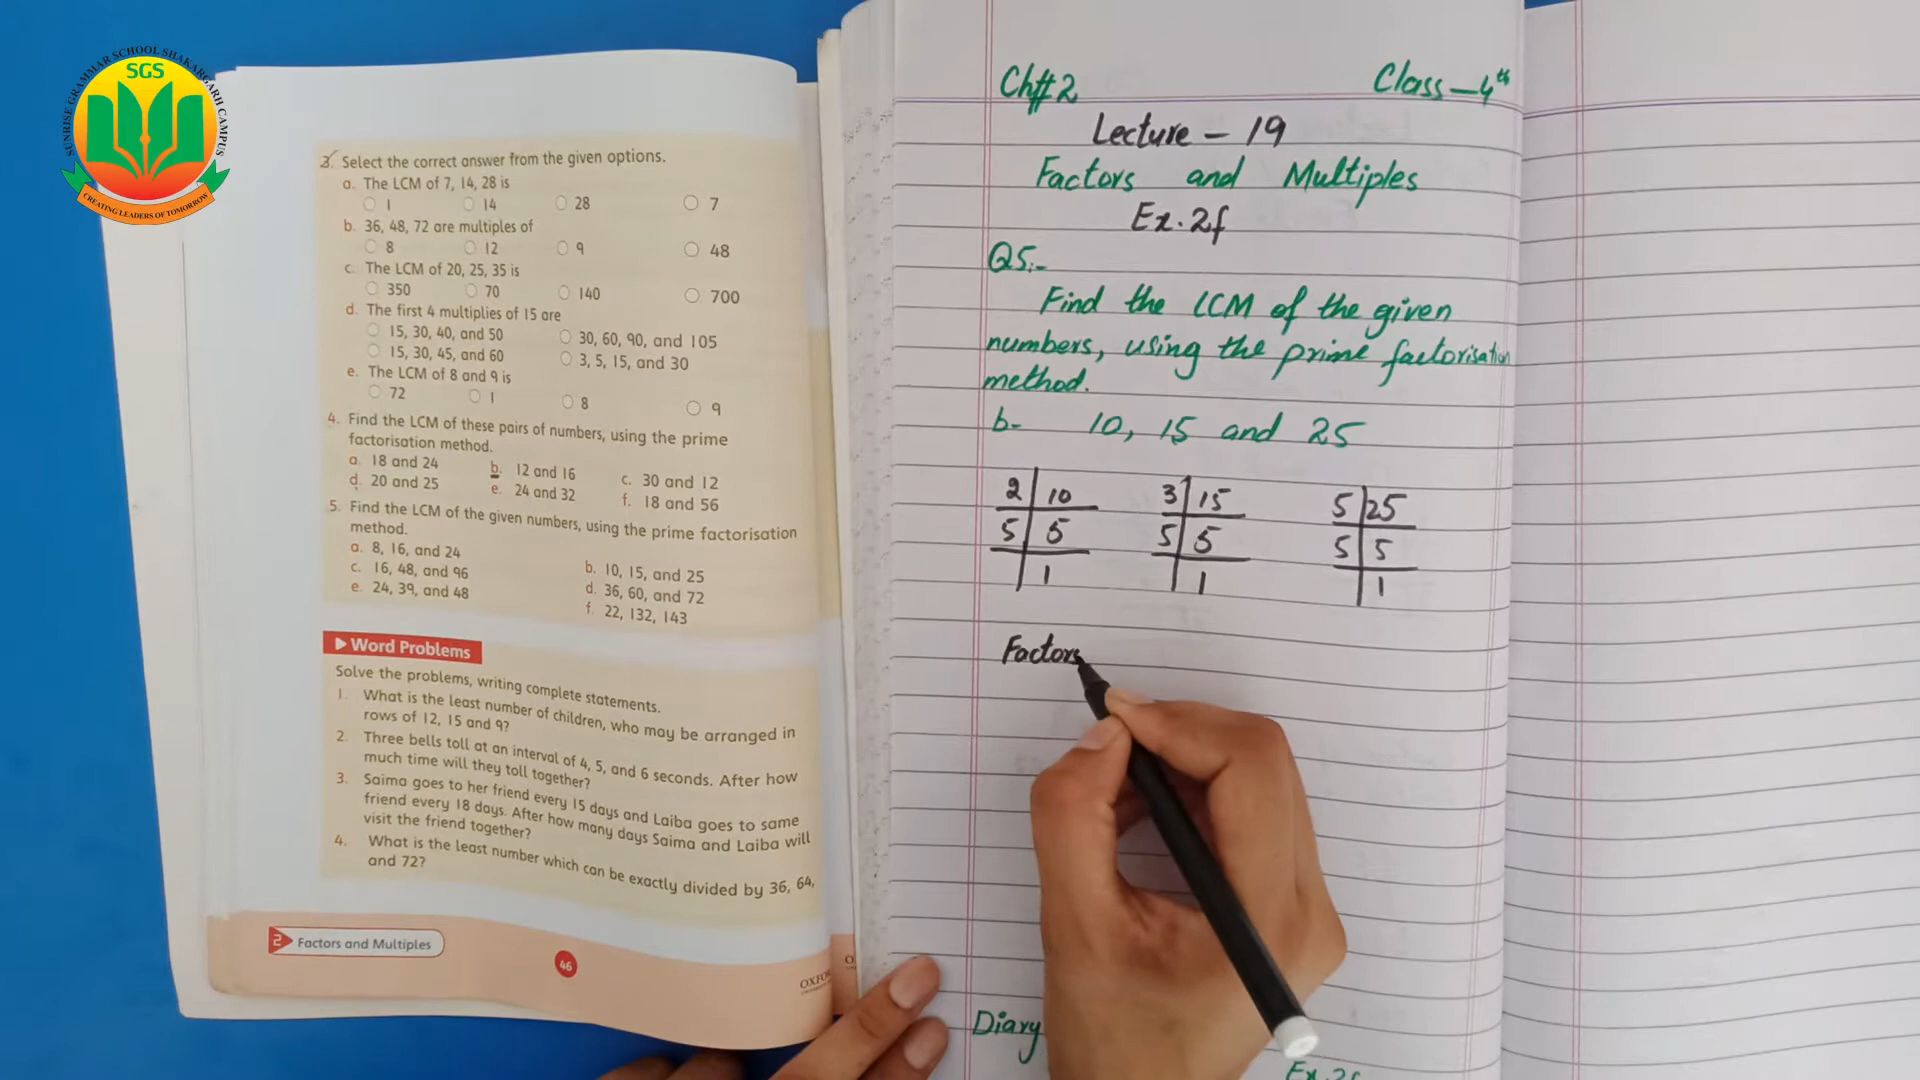 SUNRISE GRAMMAR SCHOOL SHAKARGARH CAMPUS
SGS
CREATING LEADERS OF TOMORROW
3. Select the correct answer from the given options.
a. The LCM of 7, 14, 28 is
1 14 28 7
b. 36, 48, 72 are multiples of
8 12 9 48
c. The LCM of 20, 25, 35 is
350 70 140 700
d. The first 4 multiplies of 15 are
15, 30, 40, and 50 30, 60, 90, and 105
15, 30, 45, and 60 3, 5, 15, and 30
e. The LCM of 8 and 9 is
72 1 8 9
4. Find the LCM of these pairs of numbers, using the prime
factorisation method.
a. 18 and 24 b. 12 and 16 c. 30 and 12
d. 20 and 25 e. 24 and 32 f. 18 and 56
5. Find the LCM of the given numbers, using the prime factorisation
method.
a. 8, 16, and 24 b. 10, 15, and 25
c. 16, 48, and 96 d. 36, 60, and 72
e. 24, 39, and 48 f. 22, 132, 143
Word Problems
Solve the problems, writing complete statements.
1. What is the least number of children, who may be arranged in
rows of 12, 15 and 9?
2. Three bells toll at an interval of 4, 5, and 6 seconds. After how
much time will they toll together?
3. Saima goes to her friend every 15 days and Laiba goes to same
friend every 18 days. After how many days Saima and Laiba will
visit the friend together?
4. What is the least number which can be exactly divided by 36, 64,
and 72?
2 Factors and Multiples
46
Ch#2 Class—4th
Lecture – 19
Factors and Multiples
Ex.2f
Q5:-
Find the LCM of the given
numbers, using the prime factorisation
method.
b- 10, 15 and 25
2 10 3 15 5 25
5 5 5 5 5 5
1 1 1
Factors
Diary
Ex.2f